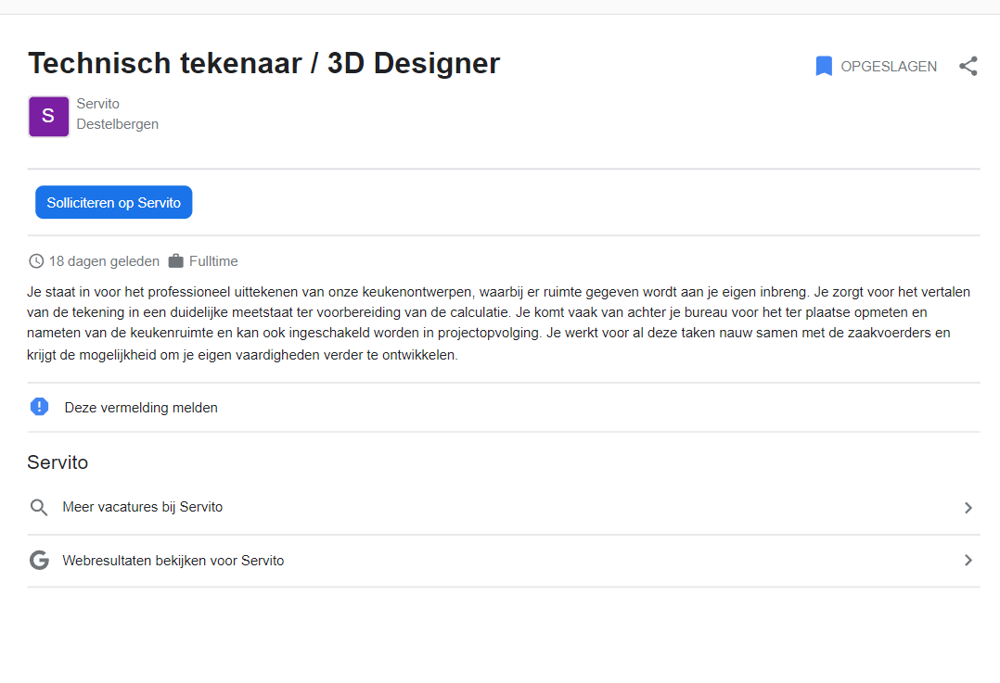 Technisch tekenaar / 3D Designer
OPGESLAGEN
S
Servito
Destelbergen
Solliciteren op Servito
18 dagen geleden Fulltime
Je staat in voor het professioneel uittekenen van onze keukenontwerpen, waarbij er ruimte gegeven wordt aan je eigen inbreng. Je zorgt voor het vertalen
van de tekening in een duidelijke meetstaat ter voorbereiding van de calculatie. Je komt vaak van achter je bureau voor het ter plaatse opmeten en
nameten van de keukenruimte en kan ook ingeschakeld worden in projectopvolging. Je werkt voor al deze taken nauw samen met de zaakvoerders en
krijgt de mogelijkheid om je eigen vaardigheden verder te ontwikkelen.
Deze vermelding melden
Servito
Meer vacatures bij Servito
G Webresultaten bekijken voor Servito